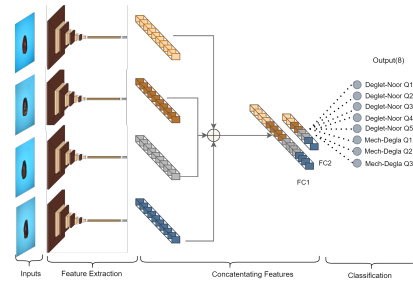 Output(8)
Deglet-Noor Q1
Deglet-Noor Q2
Deglet-Noor Q3
Deglet-Noor Q4
Deglet-Noor Q5
Mech-Degla Q1
Mech-Degla Q2
Mech-Degla Q3
FC2
FC1
Inputs
Feature Extraction
Concatentating Features
Classification